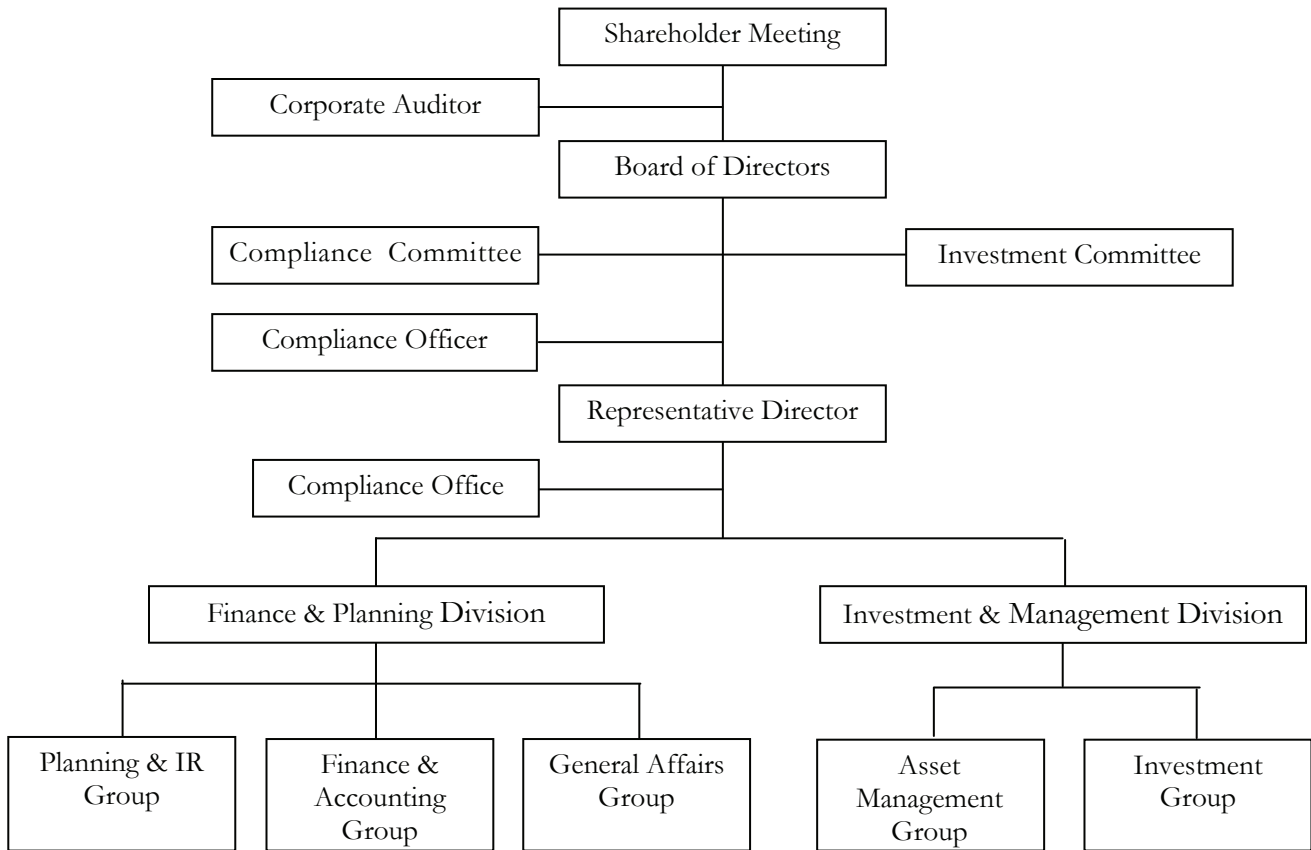 Shareholder Meeting
Corporate Auditor
Board of Directors
Compliance Committee
Investment Committee
Compliance Officer
Representative Director
Compliance Office
Finance & Planning Division
Investment & Management Division
Planning & IR
Group
Finance &
Accounting
Group
General Affairs
Group
Asset
Management
Group
Investment
Group